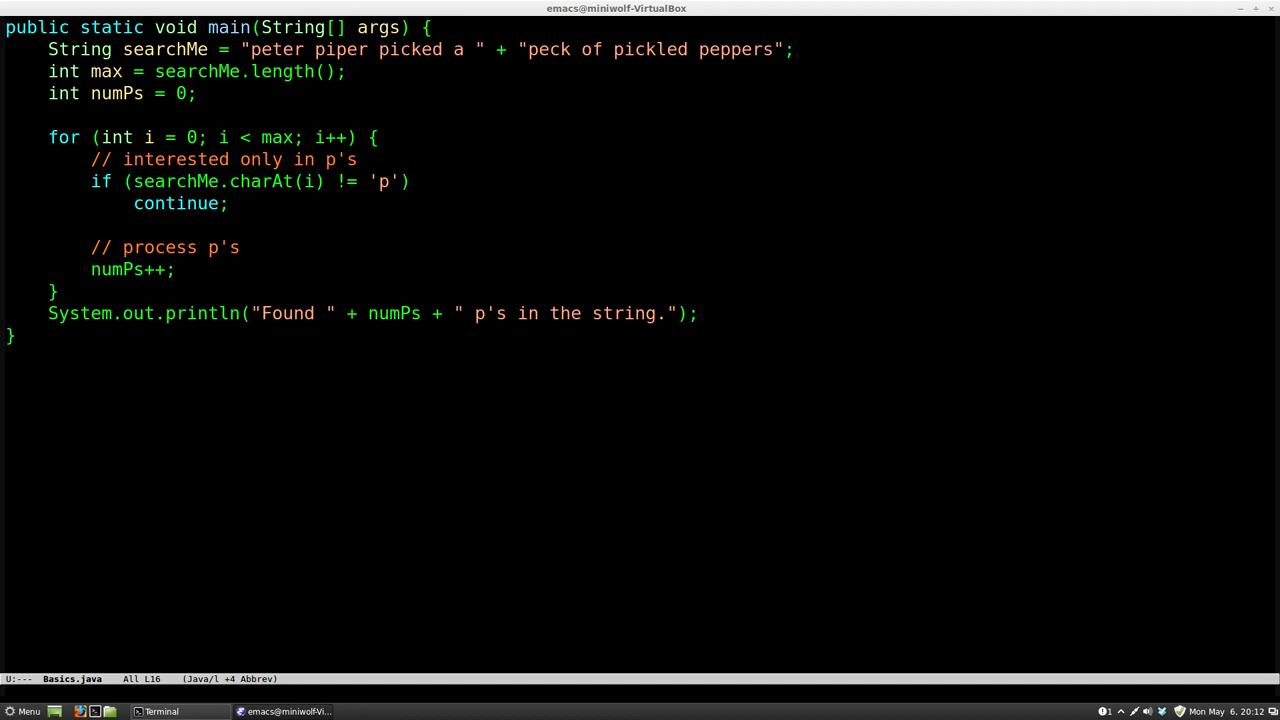 emacs@miniwolf-VirtualBox
public static void main(String[] args) {
    String searchMe = "peter piper picked a " + "peck of pickled peppers";
    int max = searchMe.length();
    int numPs = 0;

    for (int i = 0; i < max; i++) {
        // interested only in p's
        if (searchMe.charAt(i) != 'p')
            continue;

        // process p's
        numPs++;
    }
    System.out.println("Found " + numPs + " p's in the string.");
}
U:---  Basics.java    All L16    (Java/l +4 Abbrev)
Menu Terminal emacs@miniwolf-Vi... 1 Mon May  6, 20:12